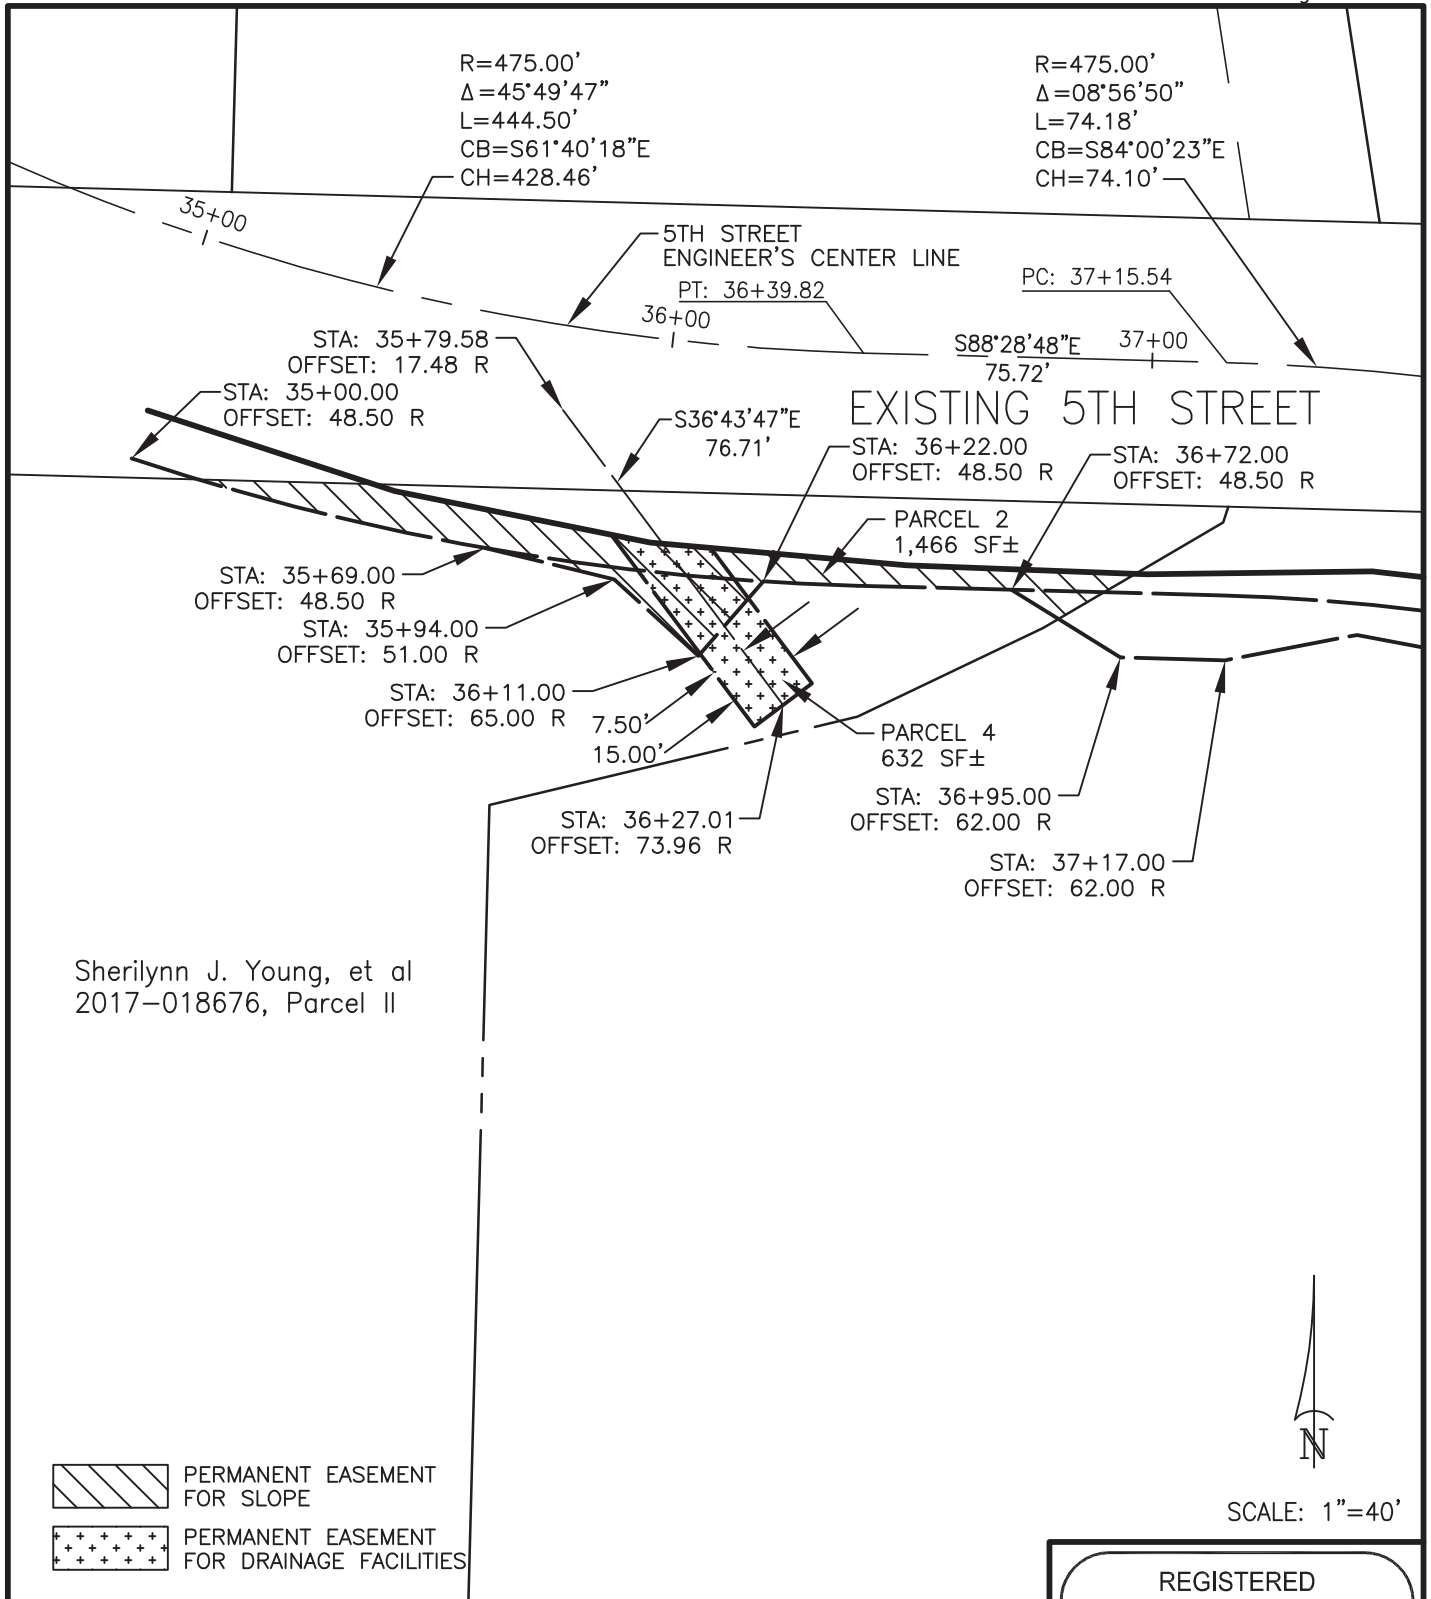 R=475.00'
Δ=45°49'47"
L=444.50'
CB=S61°40'18"E
CH=428.46'
R=475.00'
Δ=08°56'50"
L=74.18'
CB=S84°00'23"E
CH=74.10'
35+00
5TH STREET
ENGINEER'S CENTER LINE
PT: 36+39.82
PC: 37+15.54
36+00
37+00
S88°28'48"E
75.72'
STA: 35+79.58
OFFSET: 17.48 R
STA: 35+00.00
OFFSET: 48.50 R
EXISTING 5TH STREET
S36°43'47"E
76.71'
STA: 36+22.00
OFFSET: 48.50 R
STA: 36+72.00
OFFSET: 48.50 R
PARCEL 2
1,466 SF±
STA: 35+69.00
OFFSET: 48.50 R
STA: 35+94.00
OFFSET: 51.00 R
STA: 36+11.00
OFFSET: 65.00 R
7.50'
15.00'
PARCEL 4
632 SF±
STA: 36+27.01
OFFSET: 73.96 R
STA: 36+95.00
OFFSET: 62.00 R
STA: 37+17.00
OFFSET: 62.00 R
Sherilynn J. Young, et al
2017-018676, Parcel II
N
SCALE: 1"=40'
PERMANENT EASEMENT
FOR SLOPE
PERMANENT EASEMENT
FOR DRAINAGE FACILITIES
REGISTERED